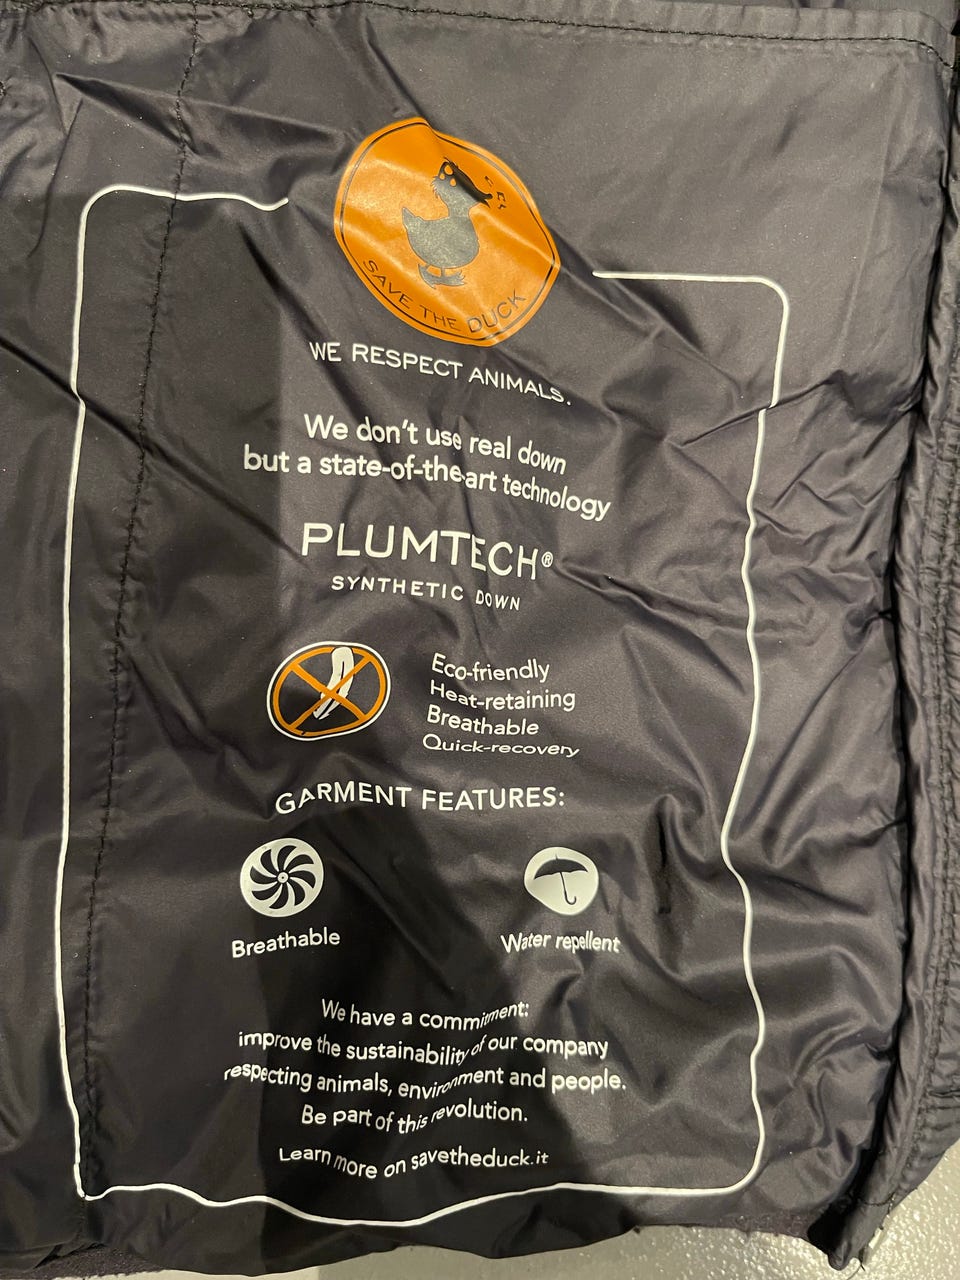 SAVE THE DUCK
WE RESPECT ANIMALS.
We don't use real down
but a state-of-the-art technology
PLUMTECH®
SYNTHETIC DOWN
Eco-friendly
Heat-retaining
Breathable
Quick-recovery
GARMENT FEATURES:
Breathable
Water repellent
We have a commitment:
improve the sustainability of our company
respecting animals, environment and people.
Be part of this revolution.
Learn more on savetheduck.it